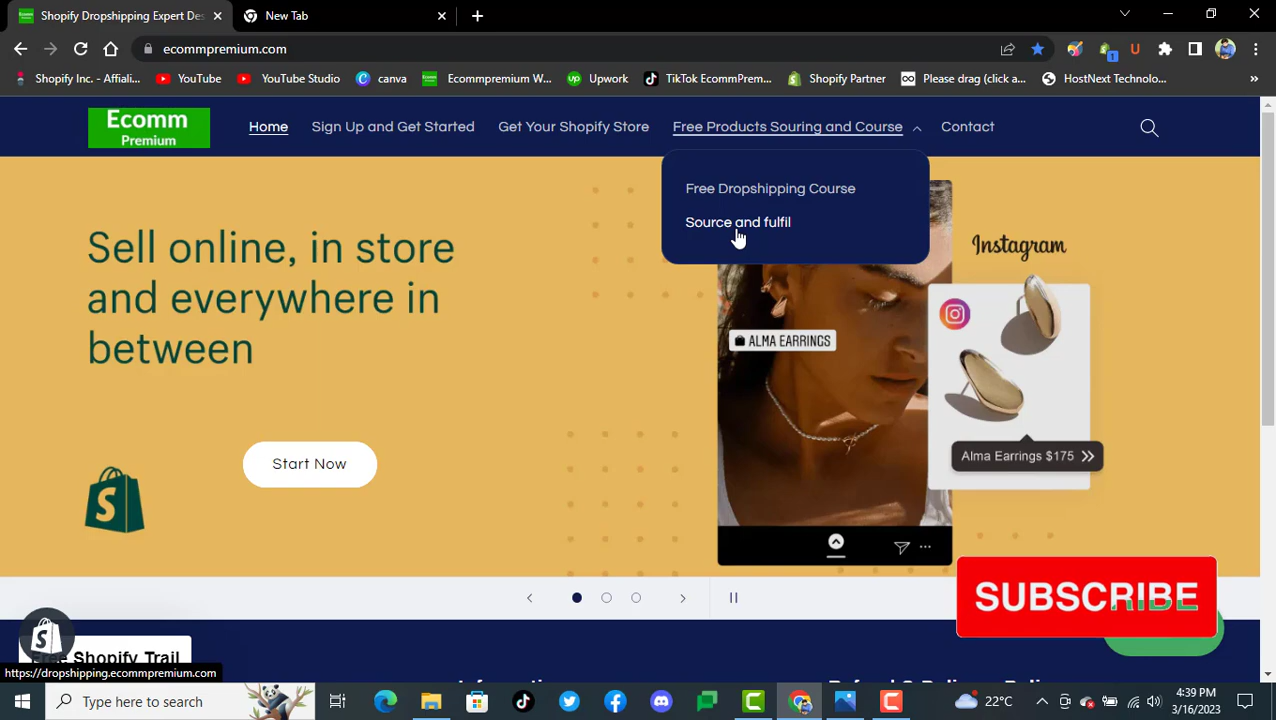 Shopify Dropshipping Expert Des
New Tab
ecommpremium.com
1
Shopify Inc. - Affiali...
YouTube
YouTube Studio
canva
Ecommpremium W...
Upwork
TikTok EcommPrem...
Shopify Partner
Please drag (click a...
HostNext Technolo...
Ecomm
Premium
Home
Sign Up and Get Started
Get Your Shopify Store
Free Products Souring and Course
Contact
Free Dropshipping Course
Source and fulfil
Sell online, in store
and everywhere in
between
Instagram
ALMA EARRINGS
Alma Earrings $175
Start Now
SUBSCRIBE
Shopify Trail
https://dropshipping.ecommpremium.com
Type here to search
22°C
4:39 PM
3/16/2023